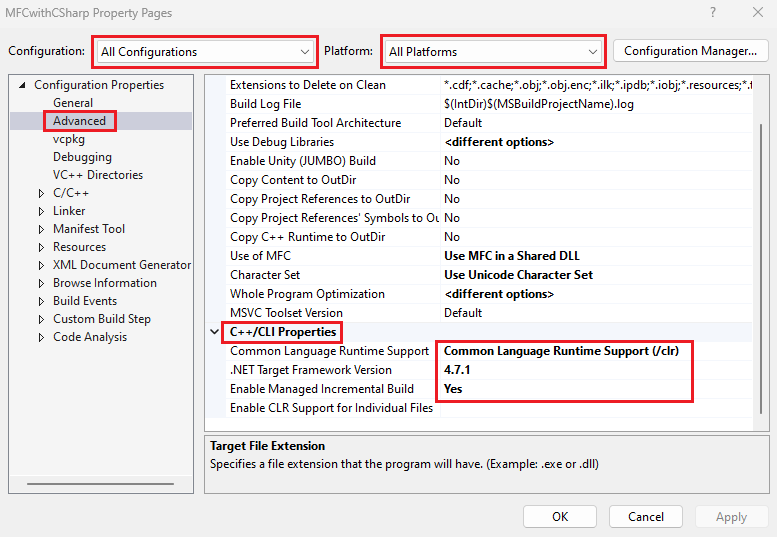 MFCwithCSharp Property Pages
? ×
Configuration: All Configurations Platform: All Platforms Configuration Manager...
Configuration Properties
General
Advanced
vcpkg
Debugging
VC++ Directories
C/C++
Linker
Manifest Tool
Resources
XML Document Generator
Browse Information
Build Events
Custom Build Step
Code Analysis
Extensions to Delete on Clean *.cdf;*.cache;*.obj;*.obj.enc;*.ilk;*.ipdb;*.iobj;*.resources;*.t
Build Log File $(IntDir)$(MSBuildProjectName).log
Preferred Build Tool Architecture Default
Use Debug Libraries <different options>
Enable Unity (JUMBO) Build No
Copy Content to OutDir No
Copy Project References to OutDir No
Copy Project References' Symbols to Ou No
Copy C++ Runtime to OutDir No
Use of MFC Use MFC in a Shared DLL
Character Set Use Unicode Character Set
Whole Program Optimization <different options>
MSVC Toolset Version Default
C++/CLI Properties
Common Language Runtime Support Common Language Runtime Support (/clr)
.NET Target Framework Version 4.7.1
Enable Managed Incremental Build Yes
Enable CLR Support for Individual Files
Target File Extension
Specifies a file extension that the program will have. (Example: .exe or .dll)
OK Cancel Apply